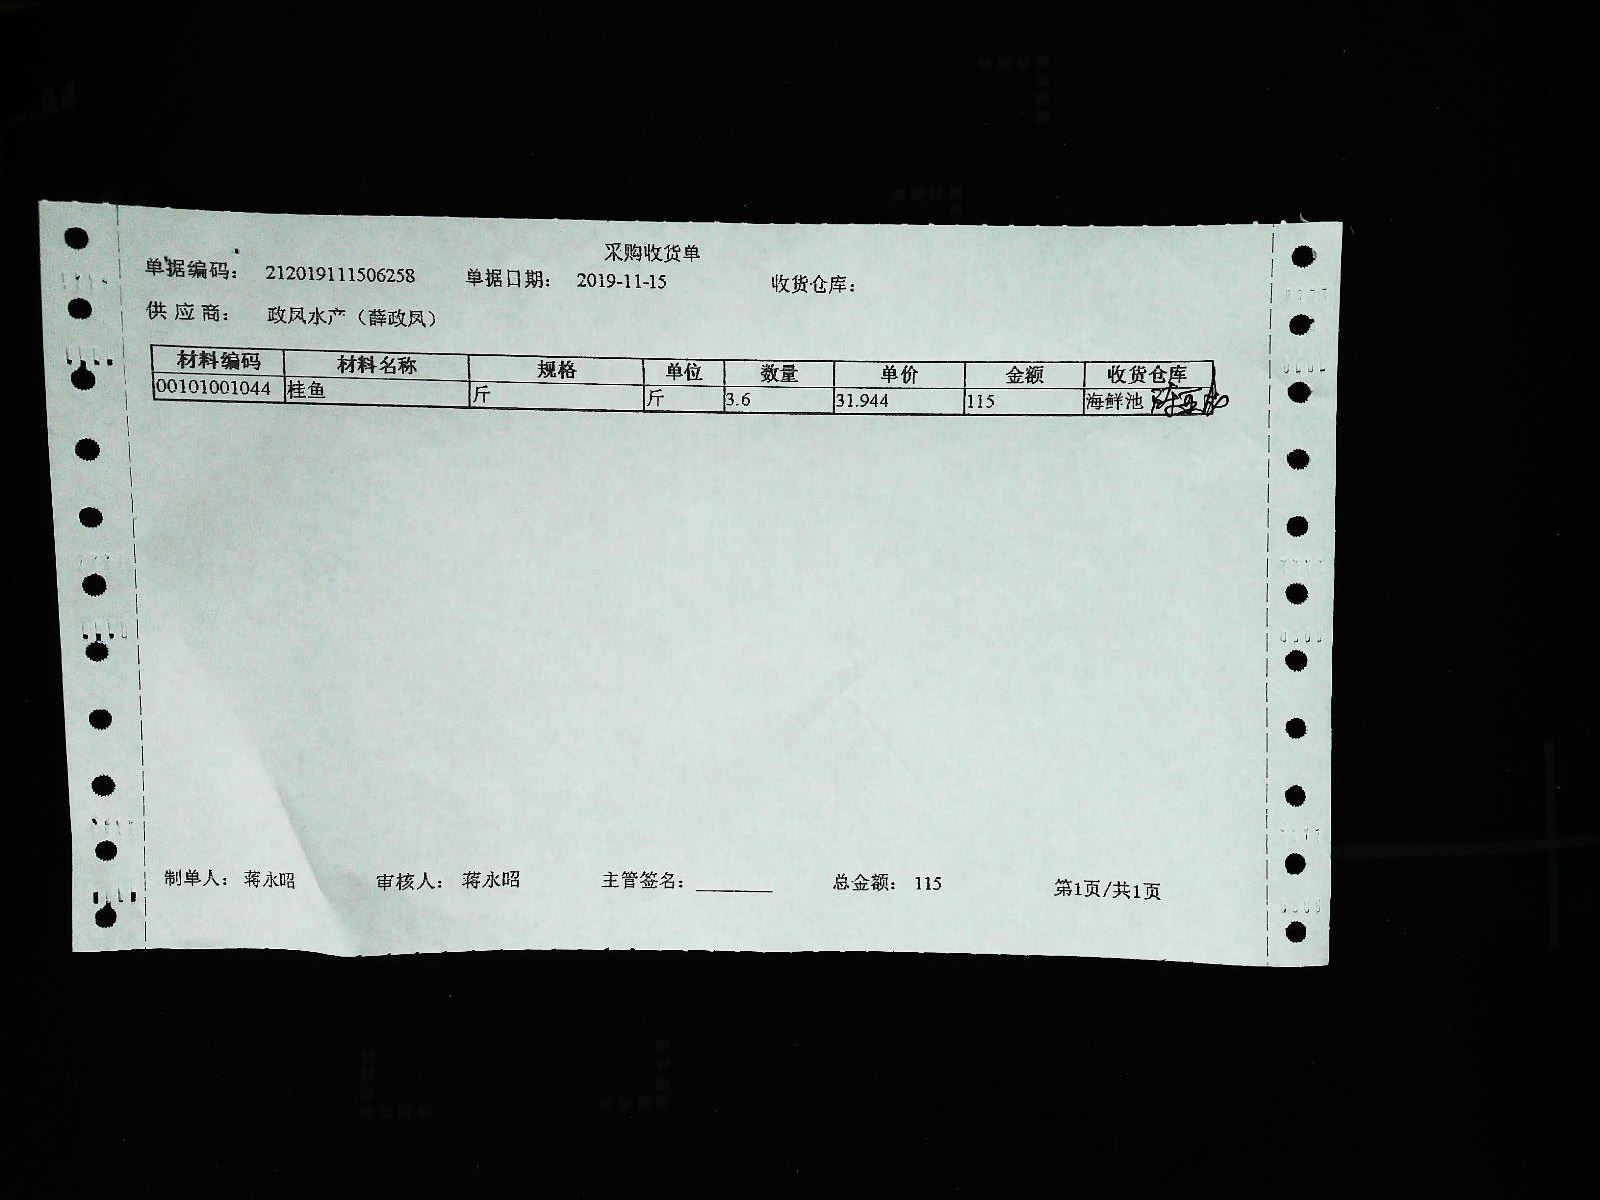 采购收货单
单据编码： 212019111506258 单据日期： 2019-11-15 收货仓库：
供 应 商： 政凤水产（薛政凤）
材料编码 材料名称 规格 单位 数量 单价 金额 收货仓库
00101001044 桂鱼 斤 斤 3.6 31.944 115 海鲜池
制单人： 蒋永昭 审核人： 蒋永昭 主管签名：________ 总金额： 115 第1页/共1页